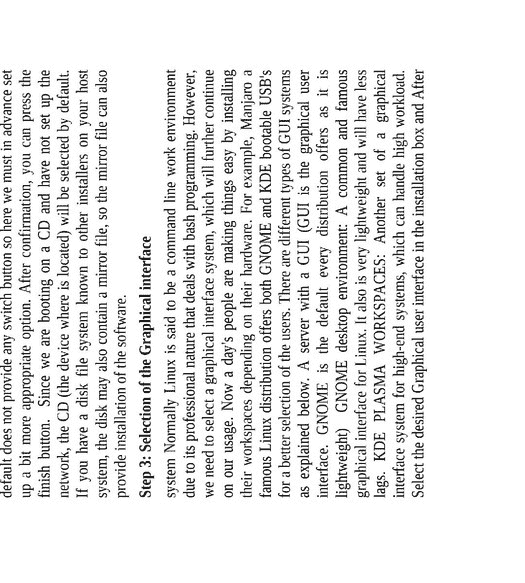 default does not provide any switch button so here we must in advance set
up a bit more appropriate option. After confirmation, you can press the
finish button. Since we are booting on a CD and have not set up the
network, the CD (the device where is located) will be selected by default.
If you have a disk file system known to other installers on your host
system, the disk may also contain a mirror file, so the mirror file can also
provide installation of the software.
Step 3: Selection of the Graphical interface
system Normally Linux is said to be a command line work environment
due to its professional nature that deals with bash programming. However,
we need to select a graphical interface system, which will further continue
on our usage. Now a day's people are making things easy by installing
their workspaces depending on their hardware. For example, Manjaro a
famous Linux distribution offers both GNOME and KDE bootable USB's
for a better selection of the users. There are different types of GUI systems
as explained below. A server with a GUI (GUI is the graphical user
interface. GNOME is the default every distribution offers as it is
lightweight) GNOME desktop environment: A common and famous
graphical interface for Linux. It also is very lightweight and will have less
lags. KDE PLASMA WORKSPACES: Another set of a graphical
interface system for high-end systems, which can handle high workload.
Select the desired Graphical user interface in the installation box and After